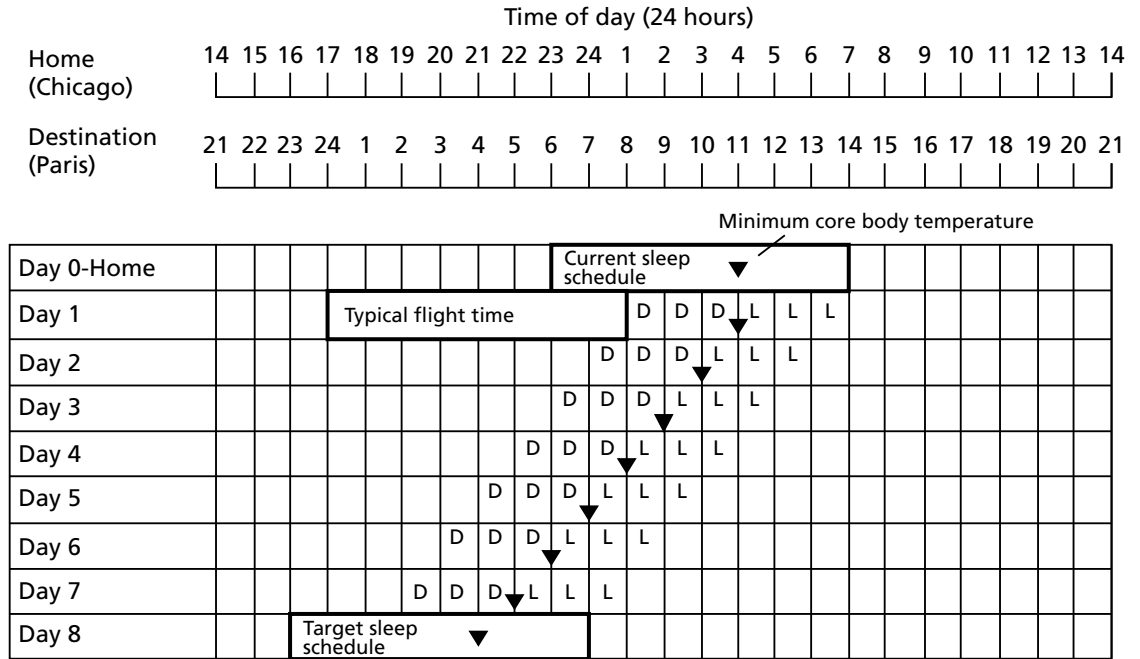 Time of day (24 hours)
Home
(Chicago)
14 15 16 17 18 19 20 21 22 23 24 1 2 3 4 5 6 7 8 9 10 11 12 13 14
Destination
(Paris)
21 22 23 24 1 2 3 4 5 6 7 8 9 10 11 12 13 14 15 16 17 18 19 20 21
Minimum core body temperature
Day 0-Home
Current sleep
schedule
Day 1
Typical flight time
D D D L L L
Day 2
D D D L L L
Day 3
D D D L L L
Day 4
D D D L L L
Day 5
D D D L L L
Day 6
D D D L L L
Day 7
D D D L L L
Day 8
Target sleep
schedule